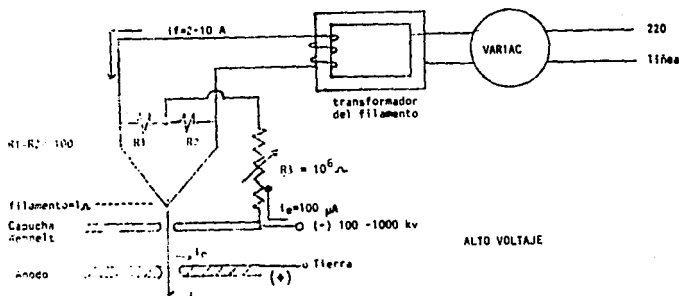 if=2-10 A
220
VARIAC
línea
transformador
del filamento
R1 R2
R1-R2 100
R3 = 10⁶ Ω
filamento=1Ω
ie=100 μA
Capucha
Wennelt
(-) 100 -1000 kv
ALTO VOLTAJE
ie
Tierra
Anodo
(+)